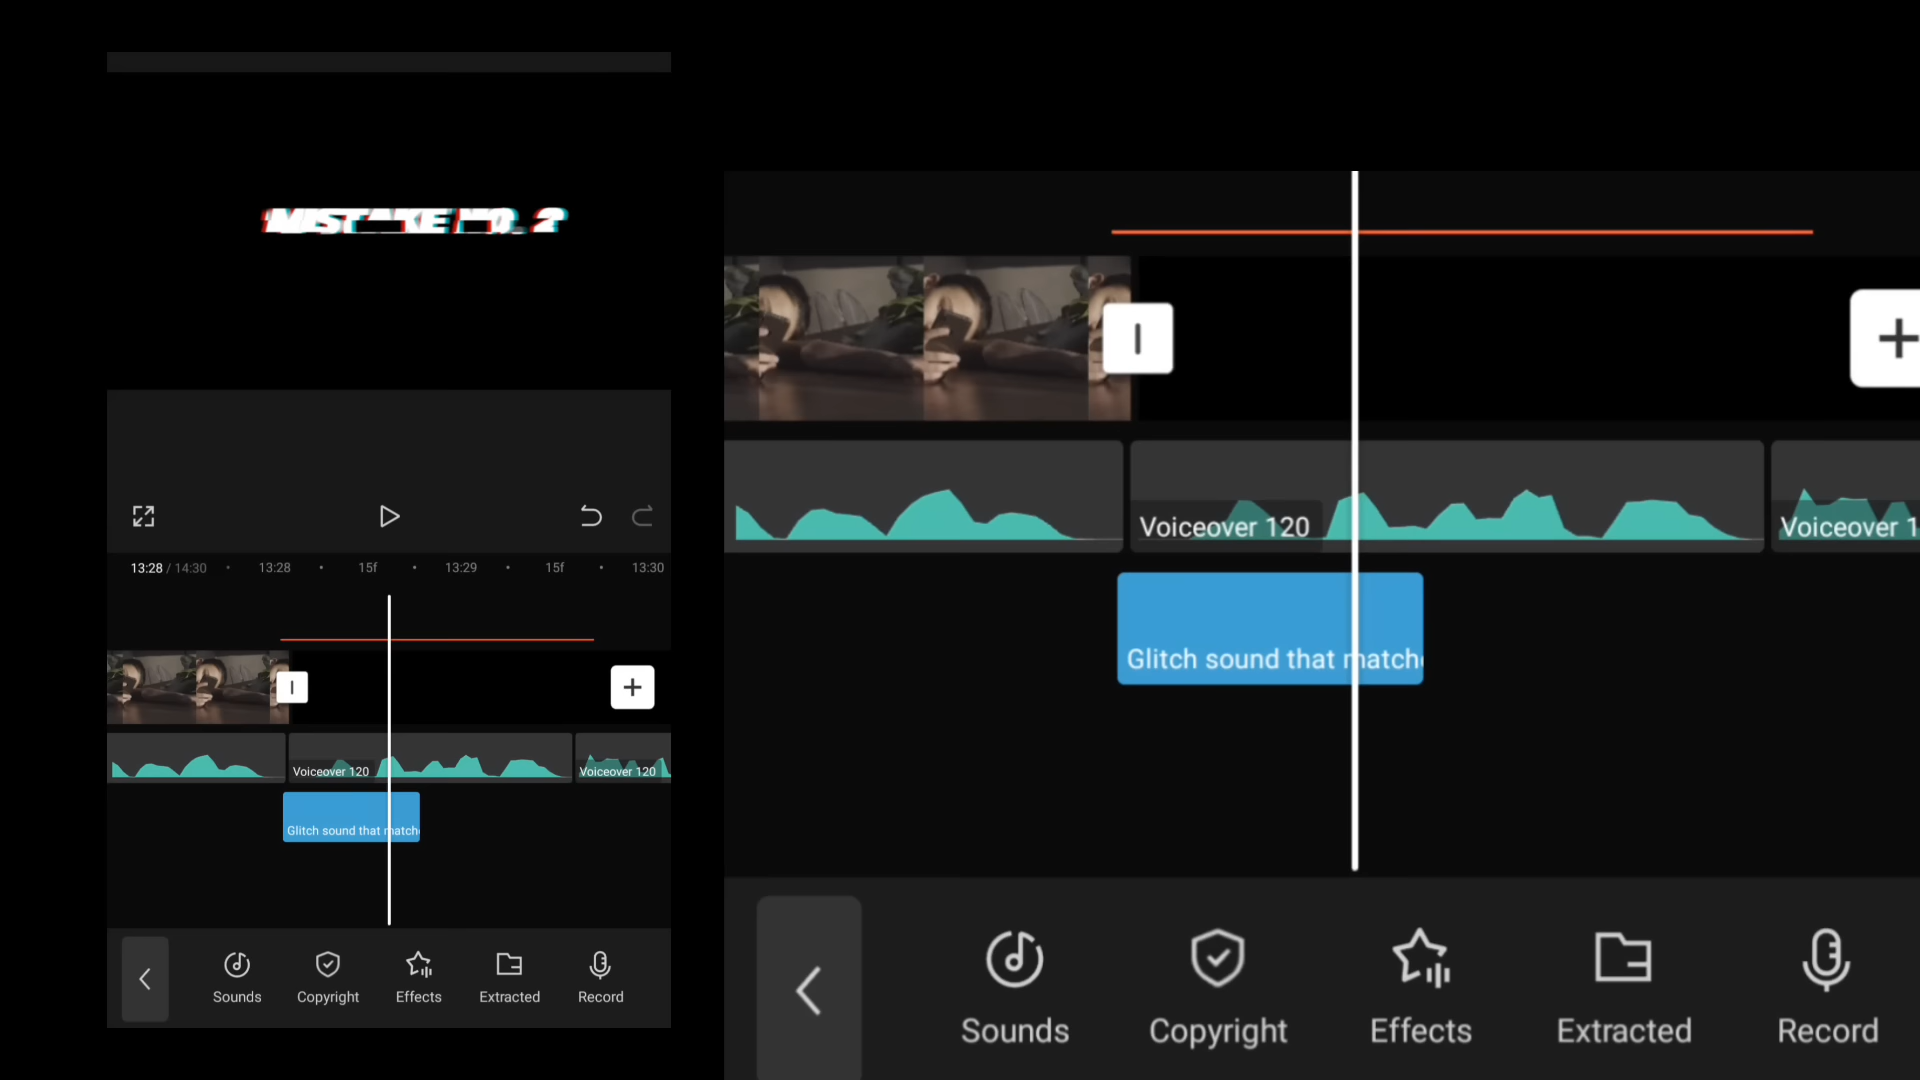 MISTAKE NO. 2
13:28 / 14:30
13:28
15f
13:29
15f
13:30
Voiceover 120
Voiceover 120
Glitch sound that matche
Sounds
Copyright
Effects
Extracted
Record
Voiceover 120
Voiceover 1
Glitch sound that matche
Sounds
Copyright
Effects
Extracted
Record